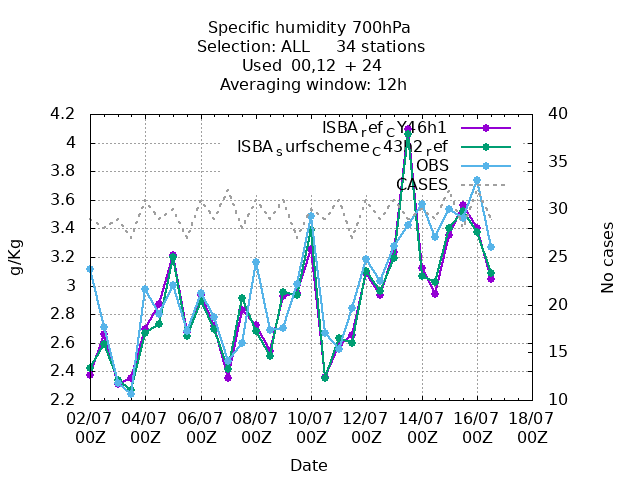 Specific humidity 700hPa
Selection: ALL 34 stations
Used 00,12 + 24
Averaging window: 12h
ISBA_ref_CY46h1
ISBA_surfscheme_C43h2_ref
OBS
CASES
4.2
4
3.8
3.6
3.4
3.2
3
2.8
2.6
2.4
2.2
g/Kg
40
35
30
25
20
15
10
No cases
02/07 04/07 06/07 08/07 10/07 12/07 14/07 16/07 18/07
00Z 00Z 00Z 00Z 00Z 00Z 00Z 00Z 00Z
Date